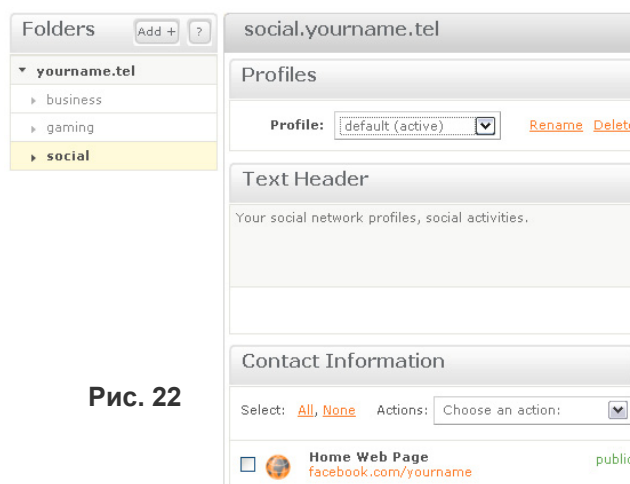 Folders Add + ?
yourname.tel
business
gaming
social
Рис. 22
social.yourname.tel
Profiles
Profile: default (active) Rename Delete
Text Header
Your social network profiles, social activities.
Contact Information
Select: All, None Actions: Choose an action:
Home Web Page public
facebook.com/yourname